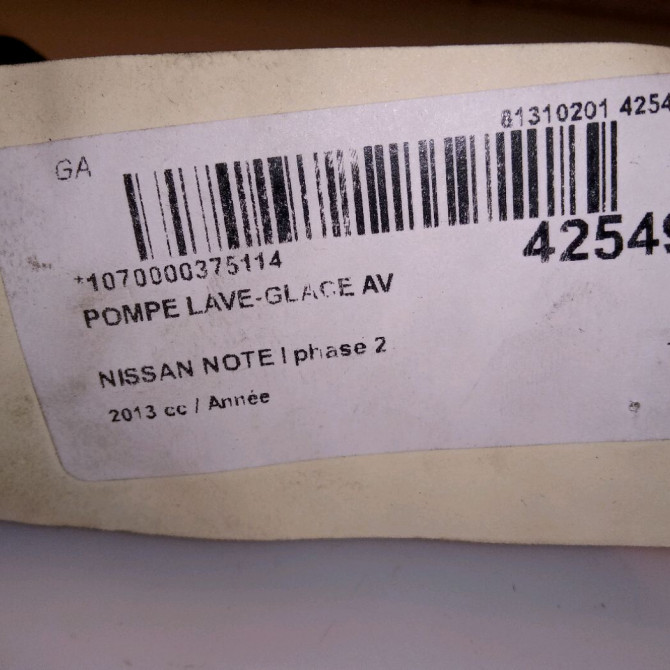 81310201 4254
GA
42549
*1070000375114
POMPE LAVE-GLACE AV
NISSAN NOTE I phase 2
2013 cc / Année